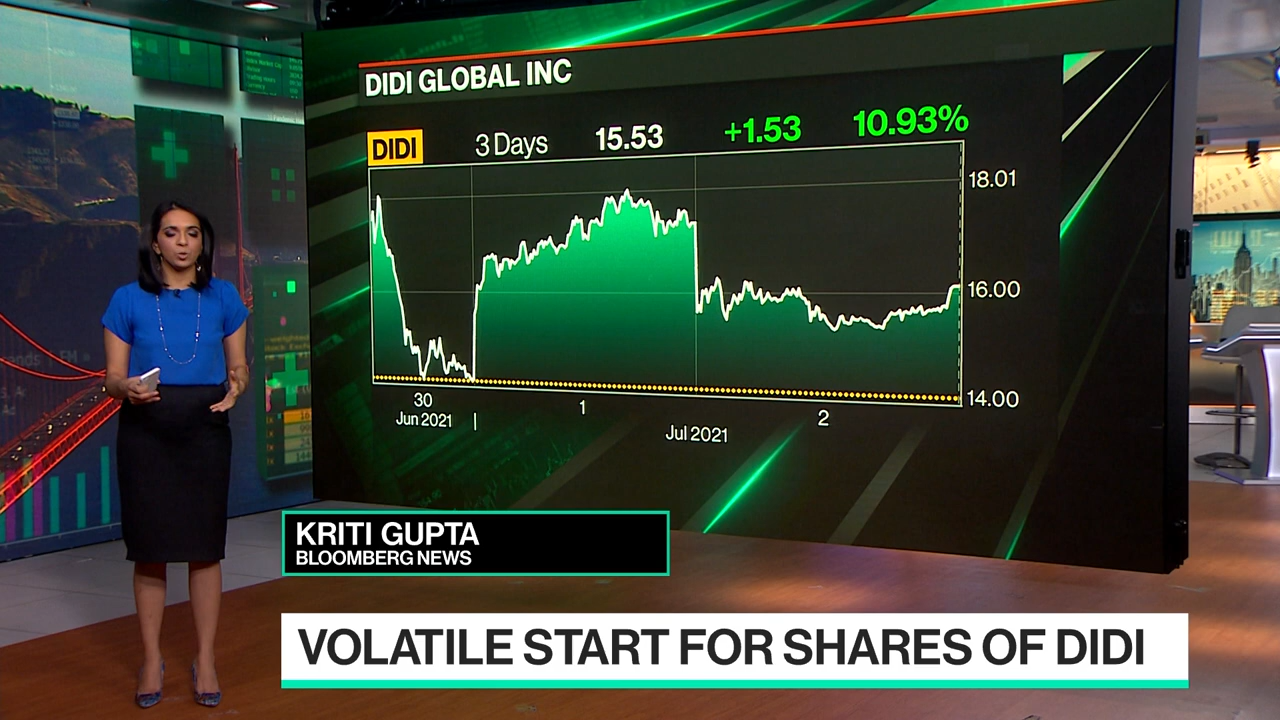 DIDI GLOBAL INC
DIDI 3 Days 15.53 +1.53 10.93%
18.01
16.00
14.00
30 1 2
Jun 2021 | Jul 2021
KRITI GUPTA
BLOOMBERG NEWS
VOLATILE START FOR SHARES OF DIDI